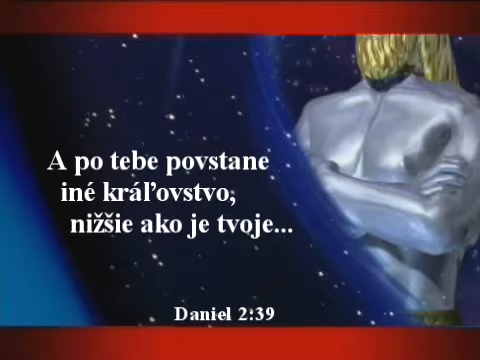 A po tebe povstane
iné kráľovstvo,
nižšie ako je tvoje...
Daniel 2:39